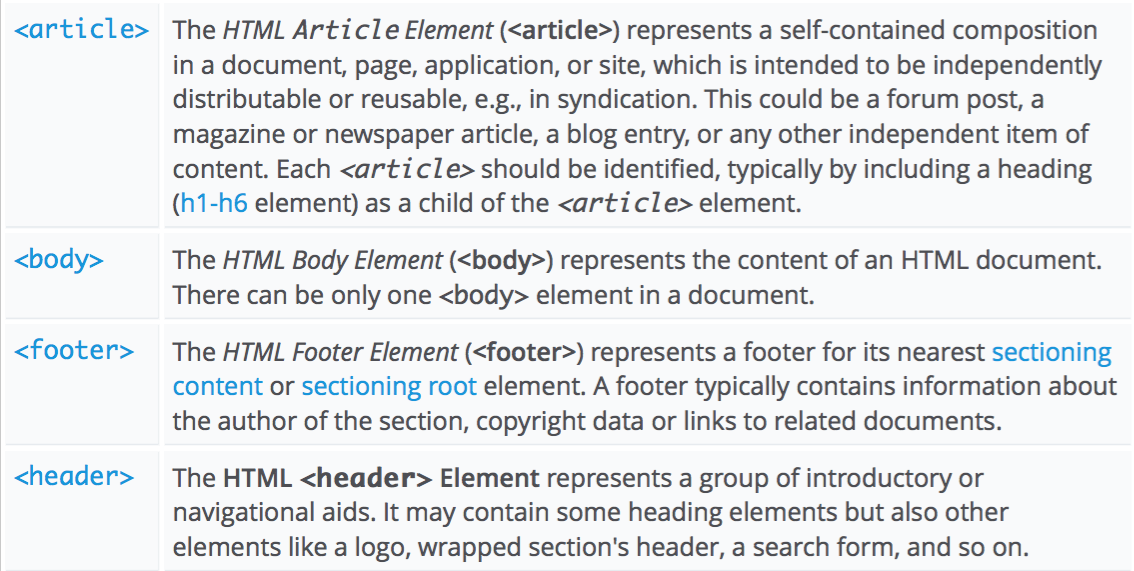 <article> The HTML Article Element (<article>) represents a self-contained composition
in a document, page, application, or site, which is intended to be independently
distributable or reusable, e.g., in syndication. This could be a forum post, a
magazine or newspaper article, a blog entry, or any other independent item of
content. Each <article> should be identified, typically by including a heading
(h1-h6 element) as a child of the <article> element.
<body> The HTML Body Element (<body>) represents the content of an HTML document.
There can be only one <body> element in a document.
<footer> The HTML Footer Element (<footer>) represents a footer for its nearest sectioning
content or sectioning root element. A footer typically contains information about
the author of the section, copyright data or links to related documents.
<header> The HTML <header> Element represents a group of introductory or
navigational aids. It may contain some heading elements but also other
elements like a logo, wrapped section's header, a search form, and so on.